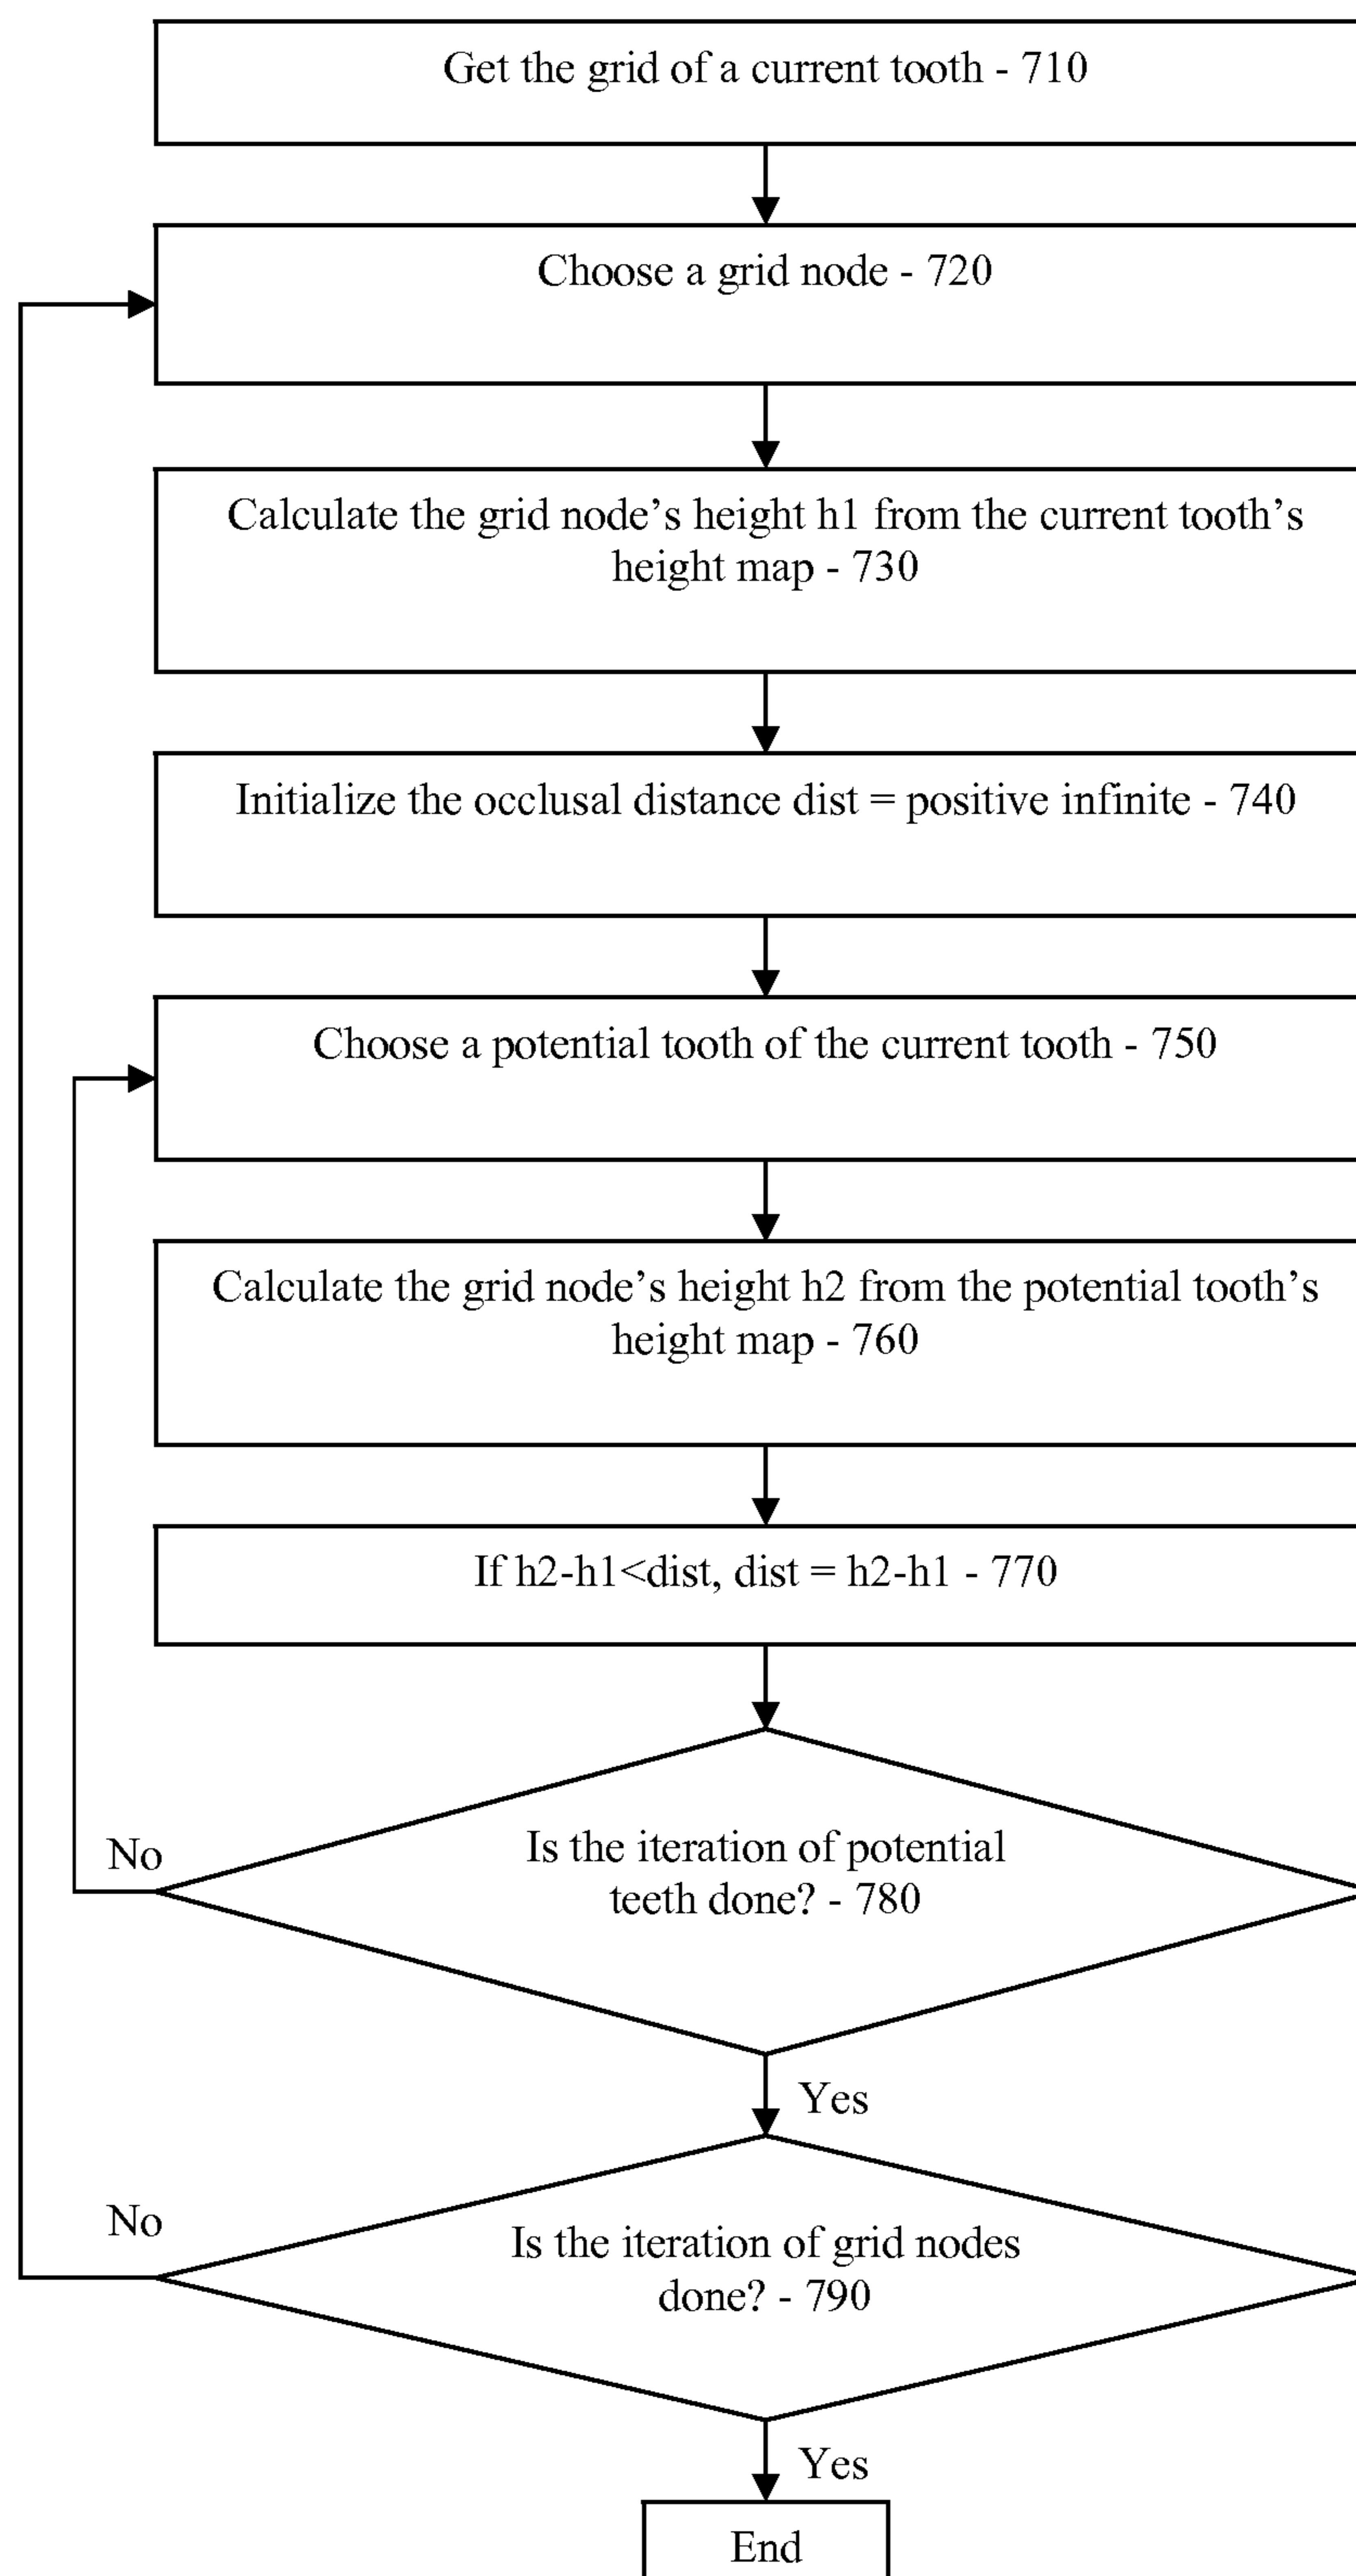 Get the grid of a current tooth - 710
Choose a grid node - 720
Calculate the grid node’s height h1 from the current tooth’s
height map - 730
Initialize the occlusal distance dist = positive infinite - 740
Choose a potential tooth of the current tooth - 750
Calculate the grid node’s height h2 from the potential tooth’s
height map - 760
If h2-h1<dist, dist = h2-h1 - 770
No
Is the iteration of potential
teeth done? - 780
Yes
No
Is the iteration of grid nodes
done? - 790
Yes
End